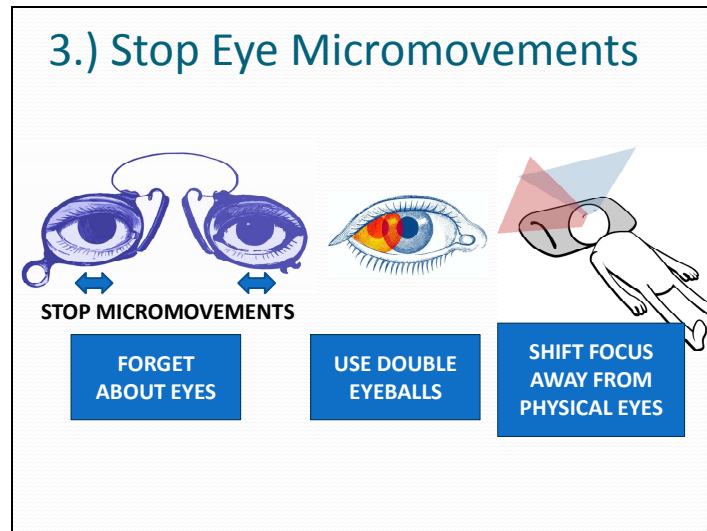 3.) Stop Eye Micromovements
STOP MICROMOVEMENTS
FORGET
ABOUT EYES
USE DOUBLE
EYEBALLS
SHIFT FOCUS
AWAY FROM
PHYSICAL EYES